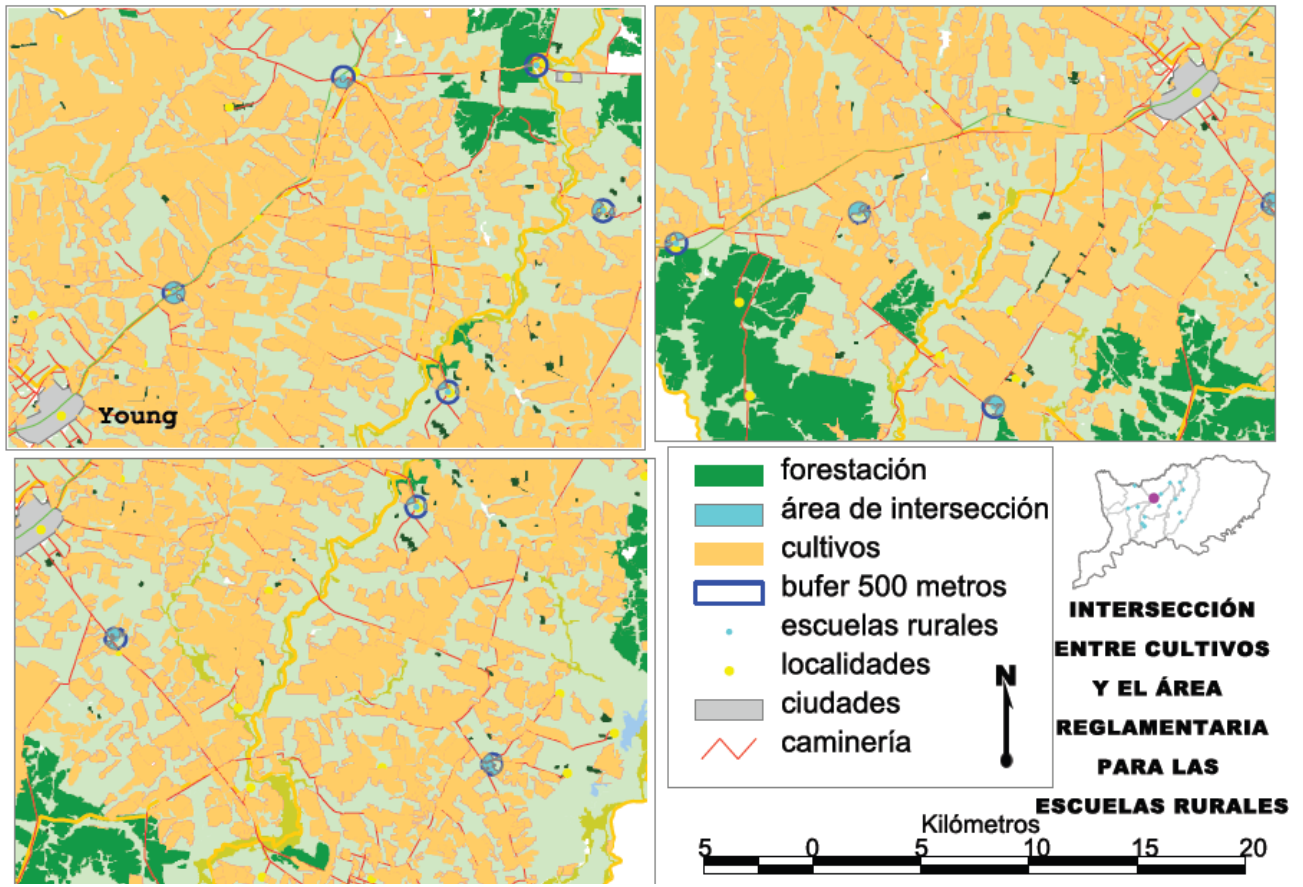 Young
forestación
área de intersección
cultivos
bufer 500 metros
escuelas rurales
localidades
ciudades
caminería
N
INTERSECCIÓN
ENTRE CULTIVOS
Y EL ÁREA
REGLAMENTARIA
PARA LAS
ESCUELAS RURALES
Kilómetros
5 0 5 10 15 20